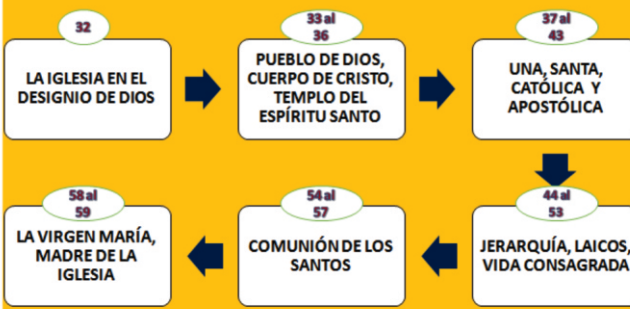 32
LA IGLESIA EN EL
DESIGNIO DE DIOS
33 al
36
PUEBLO DE DIOS,
CUERPO DE CRISTO,
TEMPLO DEL
ESPÍRITU SANTO
37 al
43
UNA, SANTA,
CATÓLICA Y
APOSTÓLICA
44 al
53
JERARQUÍA, LAICOS,
VIDA CONSAGRADA
54 al
57
COMUNIÓN DE LOS
SANTOS
58 al
59
LA VIRGEN MARÍA,
MADRE DE LA
IGLESIA